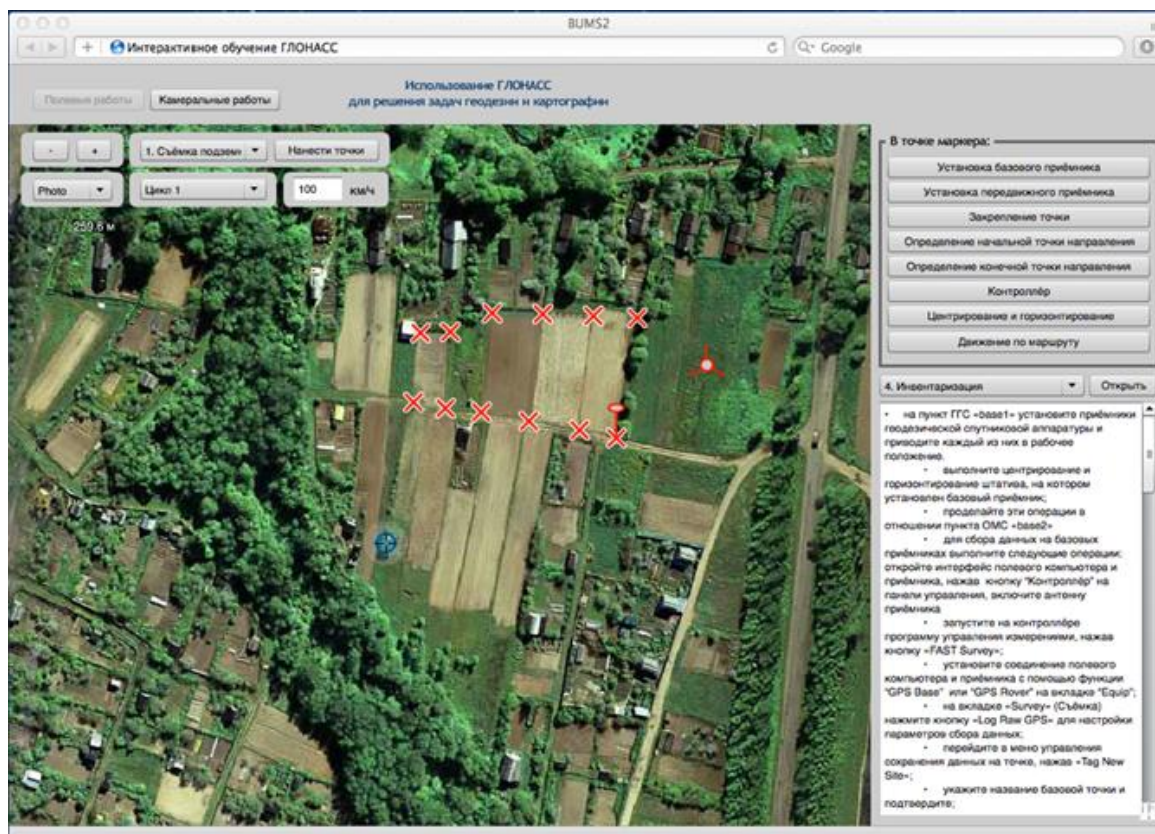 BUMS2
Интерактивное обучение ГЛОНАСС
Google
Полевые работы
Камеральные работы
Использование ГЛОНАСС
для решения задач геодезии и картографии
-
+
1. Съёмка подзем
Нанести точки
Photo
Цикл 1
100
км/ч
259.6 м
В точке маркера:
Установка базового приёмника
Установка передвижного приёмника
Закрепление точки
Определение начальной точки направления
Определение конечной точки направления
Контроллёр
Центрирование и горизонтирование
Движение по маршруту
4. Инвентаризация
Открыть
• на пункт ГГС «base1» установите приёмники
геодезической спутниковой аппаратуры и
приводите каждый из них в рабочее
положение.
• выполните центрирование и
горизонтирование штатива, на котором
установлен базовый приёмник;
• проделайте эти операции в
отношении пункта ОМС «base2»
• для сбора данных на базовых
приёмниках выполните следующие операции:
откройте интерфейс полевого компьютера и
приёмника, нажав кнопку "Контроллёр" на
панели управления, включите антенну
приёмника
• запустите на контроллёре
программу управления измерениями, нажав
кнопку «FAST Survey»;
• установите соединение полевого
компьютера и приёмника с помощью функции
"GPS Base" или "GPS Rover" на вкладке "Equip";
• на вкладке «Survey» (Съёмка)
нажмите кнопку «Log Raw GPS» для настройки
параметров сбора данных;
• перейдите в меню управления
сохранения данных на точке, нажав «Tag New
Site»;
• укажите название базовой точки и
подтвердите;